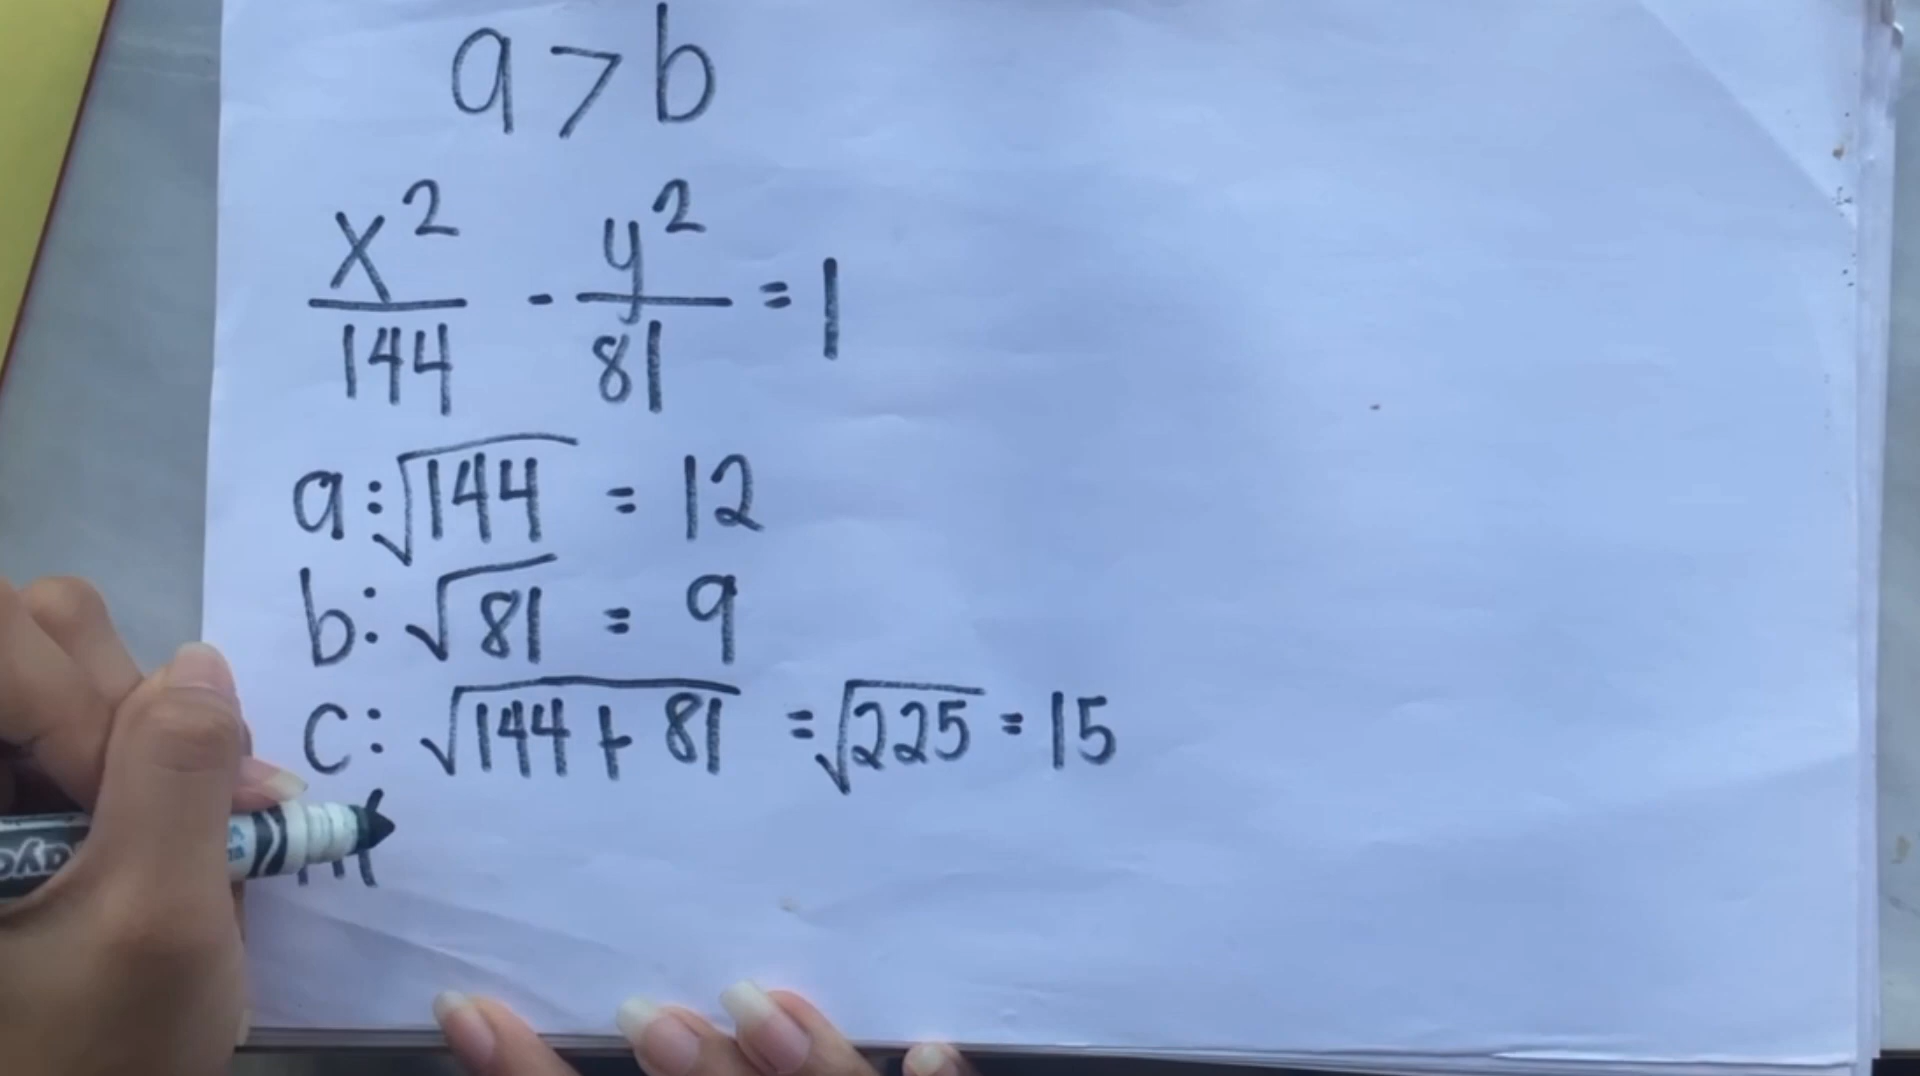 a > b
x²/144 - y²/81 = 1
a: √144 = 12
b: √81 = 9
c: √144 + 81 = √225 = 15